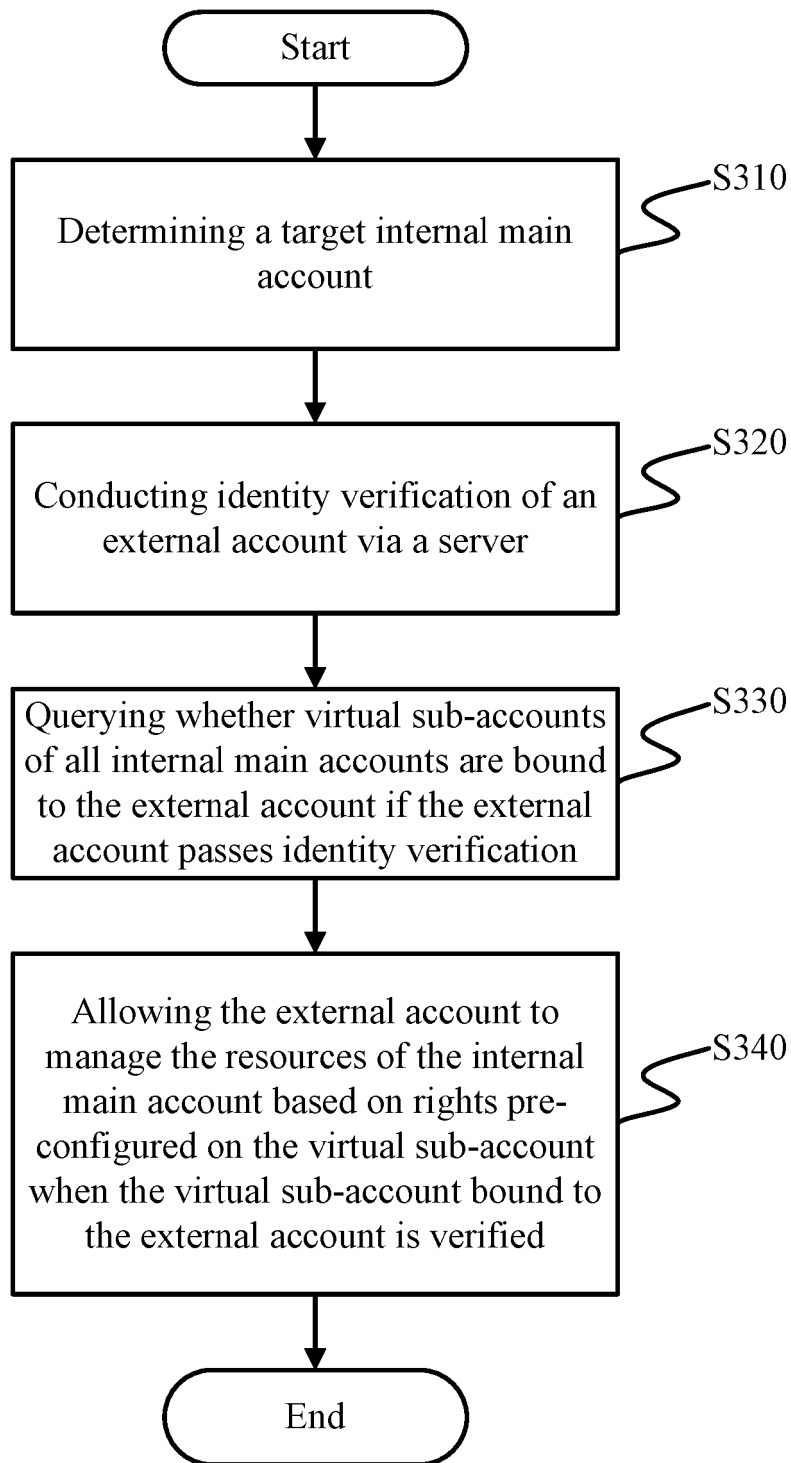 Start
S310
Determining a target internal main
account
S320
Conducting identity verification of an
external account via a server
S330
Querying whether virtual sub-accounts
of all internal main accounts are bound
to the external account if the external
account passes identity verification
S340
Allowing the external account to
manage the resources of the internal
main account based on rights pre-
configured on the virtual sub-account
when the virtual sub-account bound to
the external account is verified
End